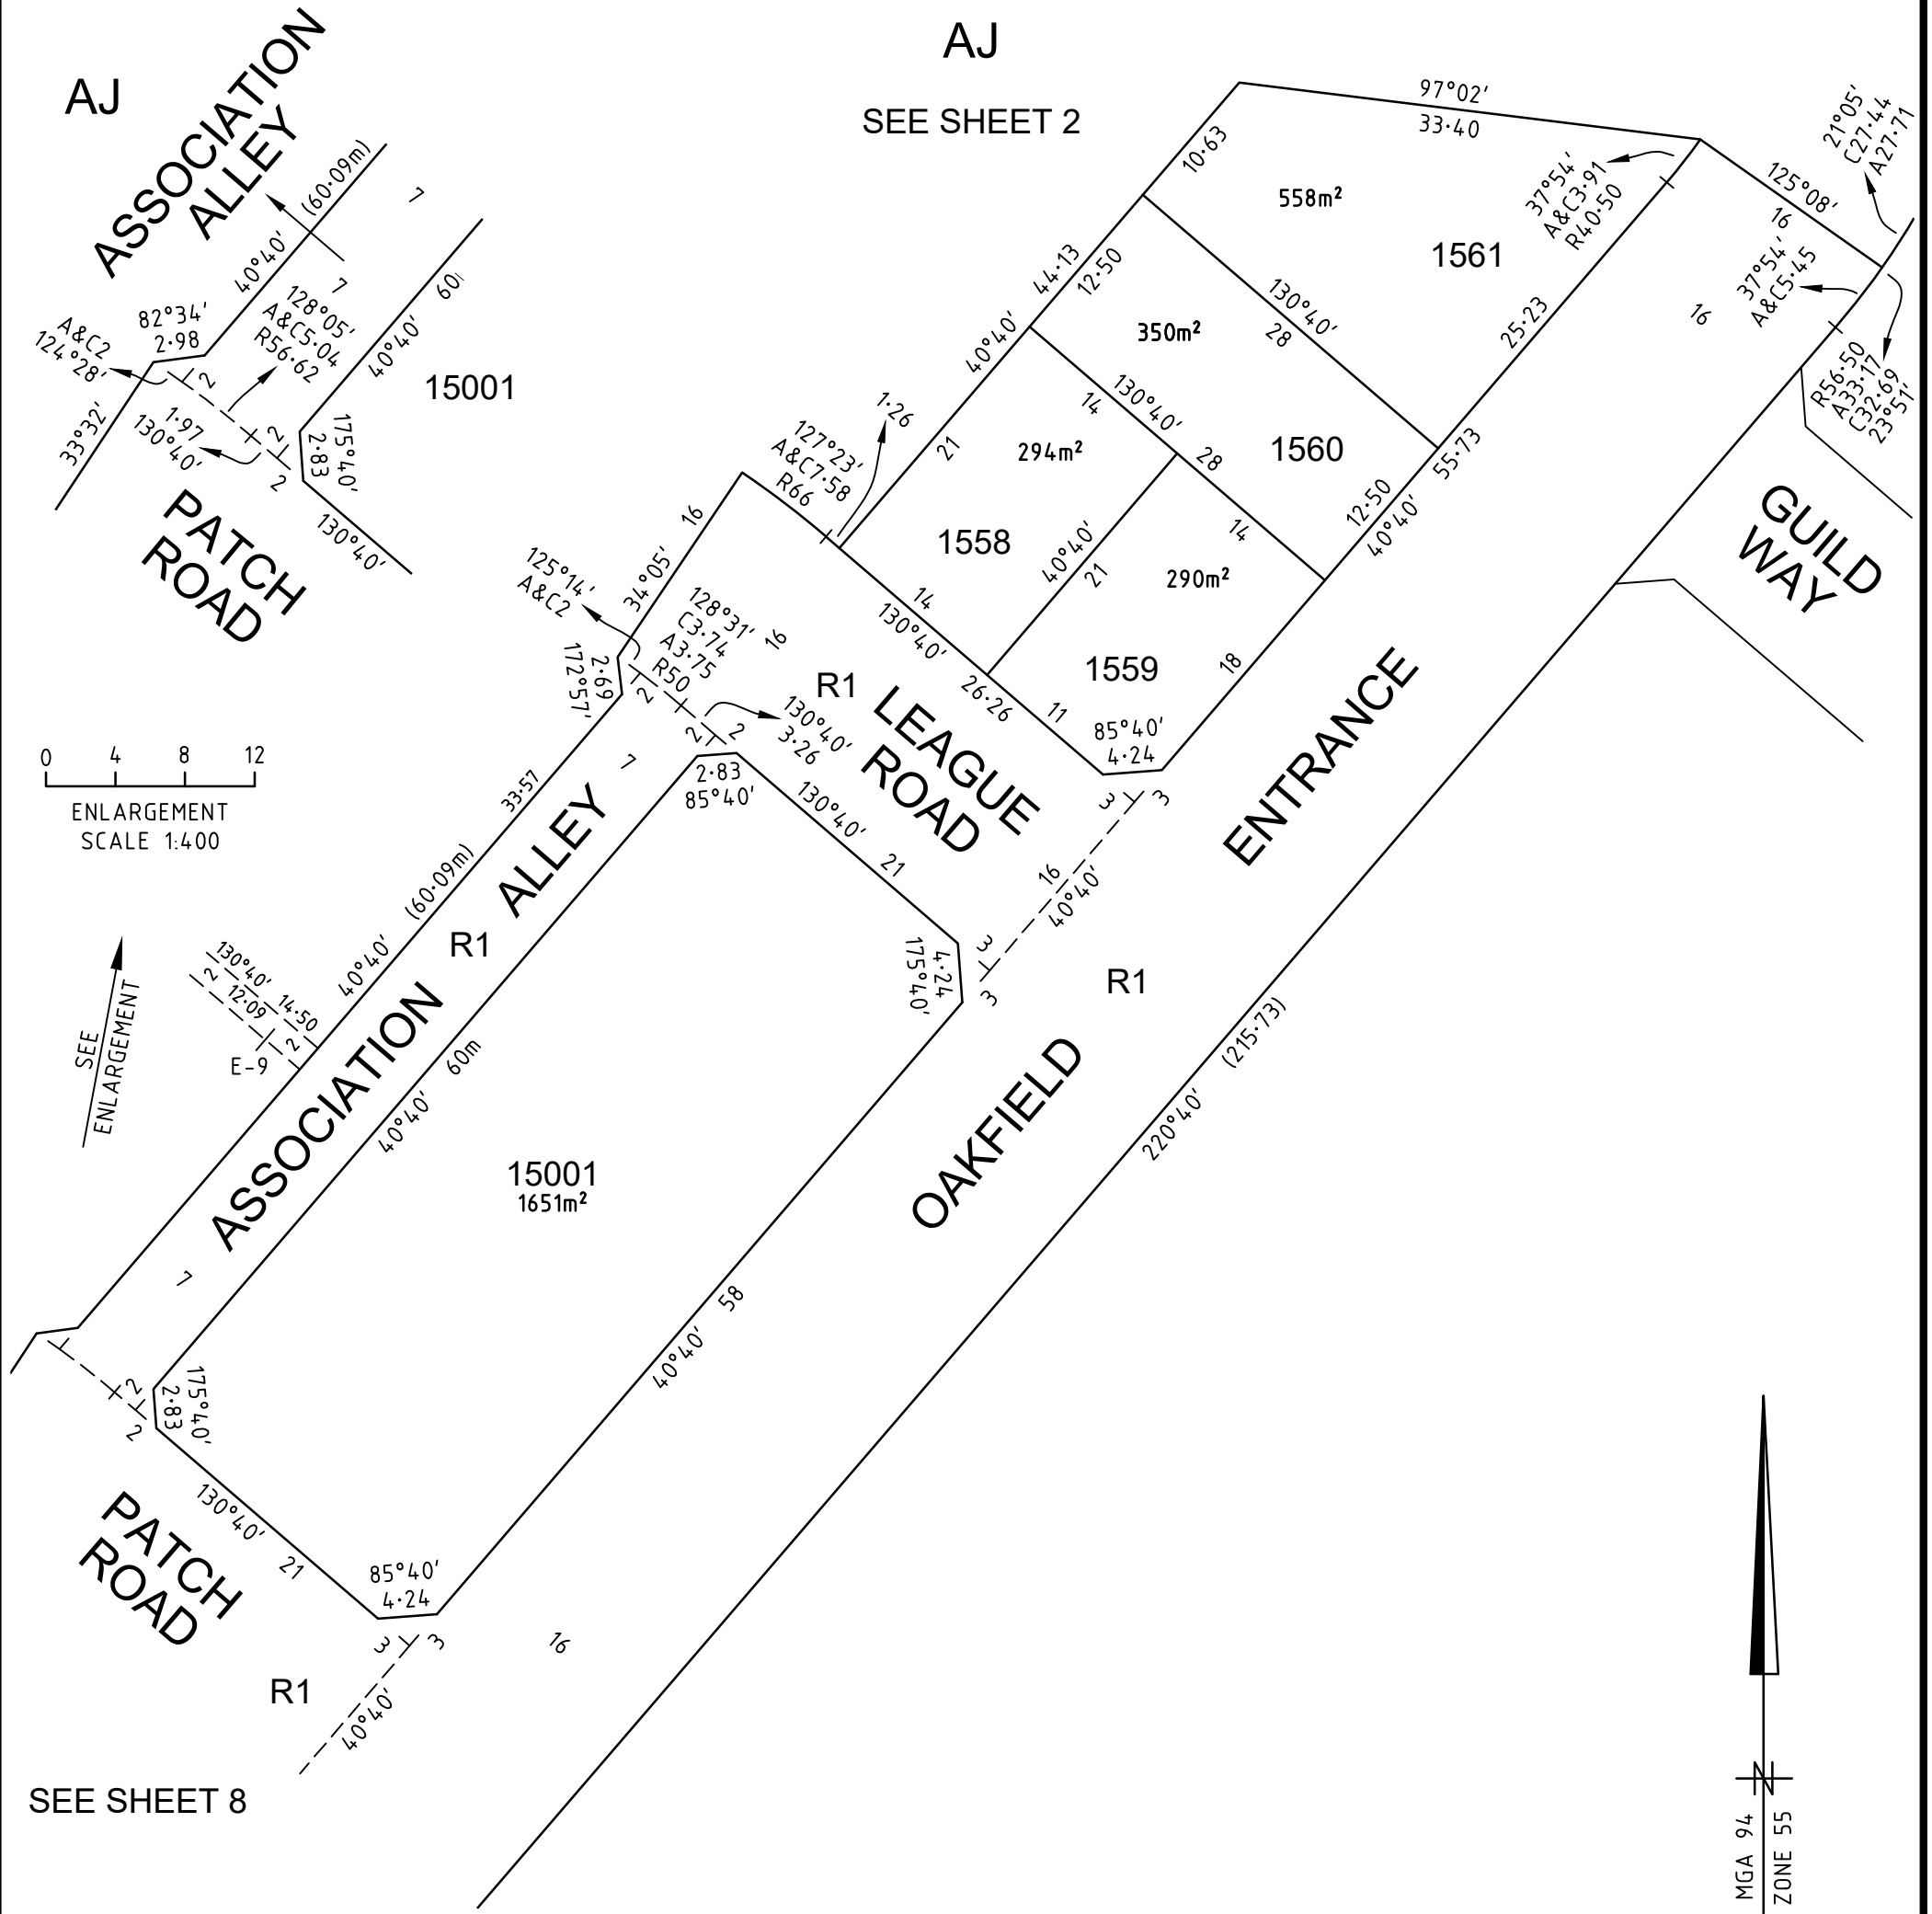 AJ
ASSOCIATION
ALLEY
(60·09m)
7
40°40'
7
82°34'
2·98
A&C2
124°28'
128°05'
A&C5·04
R56·62
60
40°40'
15001
2
1·97
130°40'
2
2
33°32'
175°40'
2·83
130°40'
PATCH
ROAD
AJ
SEE SHEET 2
97°02'
33·40
10·63
558m²
1561
37°54'
A&C3·91
R40·50
21°05'
C27·44
A27·71
125°08'
16
37°54'
A&C5·45
16
R56·50
A33·17
C32·69
23°51'
44·13
12·50
40°40'
350m²
130°40'
28
25·23
1560
130°40'
14
28
14
55·73
12·50
40°40'
294m²
21
1·26
127°23'
A&C7·58
R66
1558
40°40'
21
290m²
1559
18
14
130°40'
26·26
11
85°40'
4·24
GUILD
WAY
16
34°05'
125°14'
A&C2
128°31'
C3·74
A3·75
R50
16
2·69
172°57'
2
2
2
130°40'
3·26
R1
LEAGUE
ROAD
0 4 8 12
ENLARGEMENT
SCALE 1:400
33·57
7
2·83
85°40'
130°40'
21
3
3
16
40°40'
3
3
4·24
175°40'
ENTRANCE
OAKFIELD
R1
(215·73)
220°40'
(60·09m)
40°40'
ASSOCIATION ALLEY
R1
130°40' 14·50
2 12·09
2
E-9
SEE
ENLARGEMENT
60m
40°40'
15001
1651m²
58
40°40'
7
2
2
175°40'
2·83
130°40'
21
85°40'
4·24
PATCH
ROAD
3
3
16
R1
40°40'
SEE SHEET 8
N
MGA 94
ZONE 55